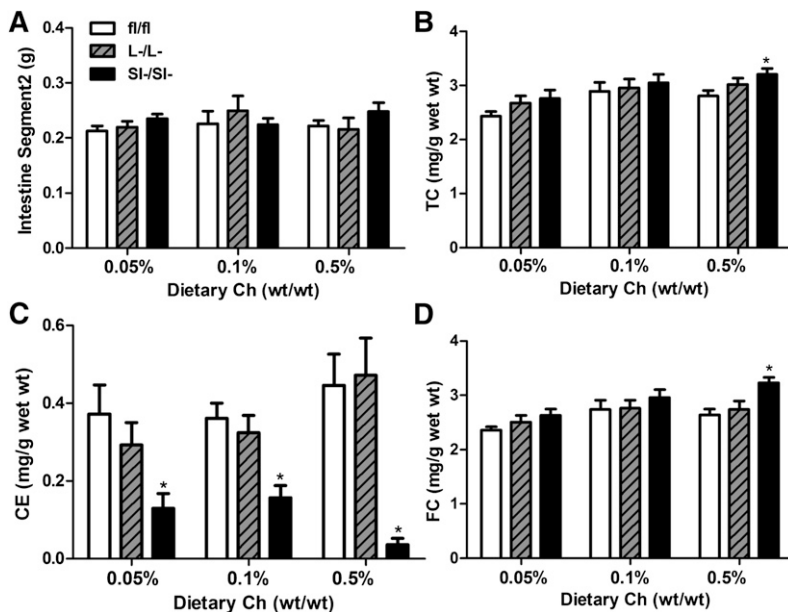 A
fl/fl
L-/L-
SI-/SI-
Intestine Segment2 (g)
0.4
0.3
0.2
0.1
0.0
0.05%
0.1%
0.5%
Dietary Ch (wt/wt)
B
TC (mg/g wet wt)
4
3
2
1
0
*
0.05%
0.1%
0.5%
Dietary Ch (wt/wt)
C
CE (mg/g wet wt)
0.6
0.4
0.2
0.0
*
*
*
0.05%
0.1%
0.5%
Dietary Ch (wt/wt)
D
FC (mg/g wet wt)
4
3
2
1
0
*
0.05%
0.1%
0.5%
Dietary Ch (wt/wt)